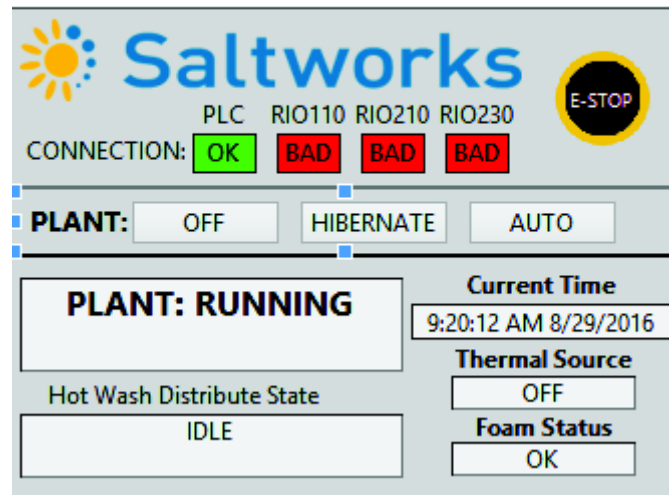 Saltworks
E-STOP
PLC RIO110 RIO210 RIO230
CONNECTION: OK BAD BAD BAD
PLANT: OFF HIBERNATE AUTO
PLANT: RUNNING
Current Time
9:20:12 AM 8/29/2016
Thermal Source
OFF
Hot Wash Distribute State
IDLE
Foam Status
OK